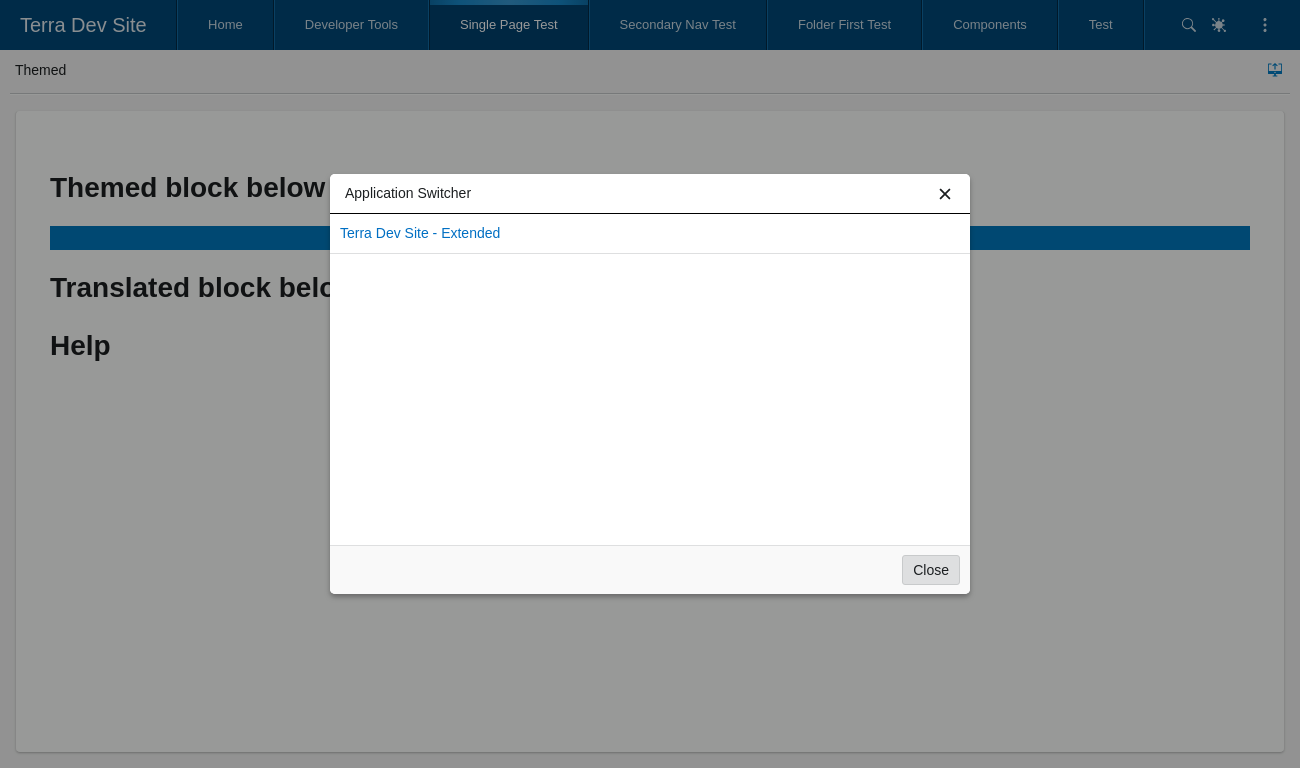 Terra Dev Site
Home
Developer Tools
Single Page Test
Secondary Nav Test
Folder First Test
Components
Test
Themed
Themed block below
Translated block belo
Help
Application Switcher
Terra Dev Site - Extended
Close